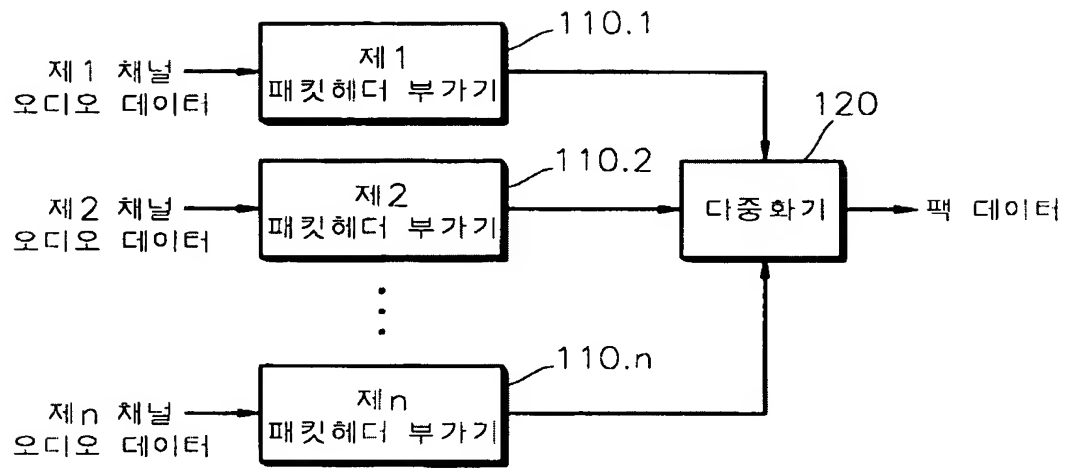 110.1
제1 채널
오디오 데이터
제1
패킷헤더 부가기
120
110.2
제2 채널
오디오 데이터
제2
패킷헤더 부가기
다중화기
팩 데이터
110.n
제n 채널
오디오 데이터
제n
패킷헤더 부가기